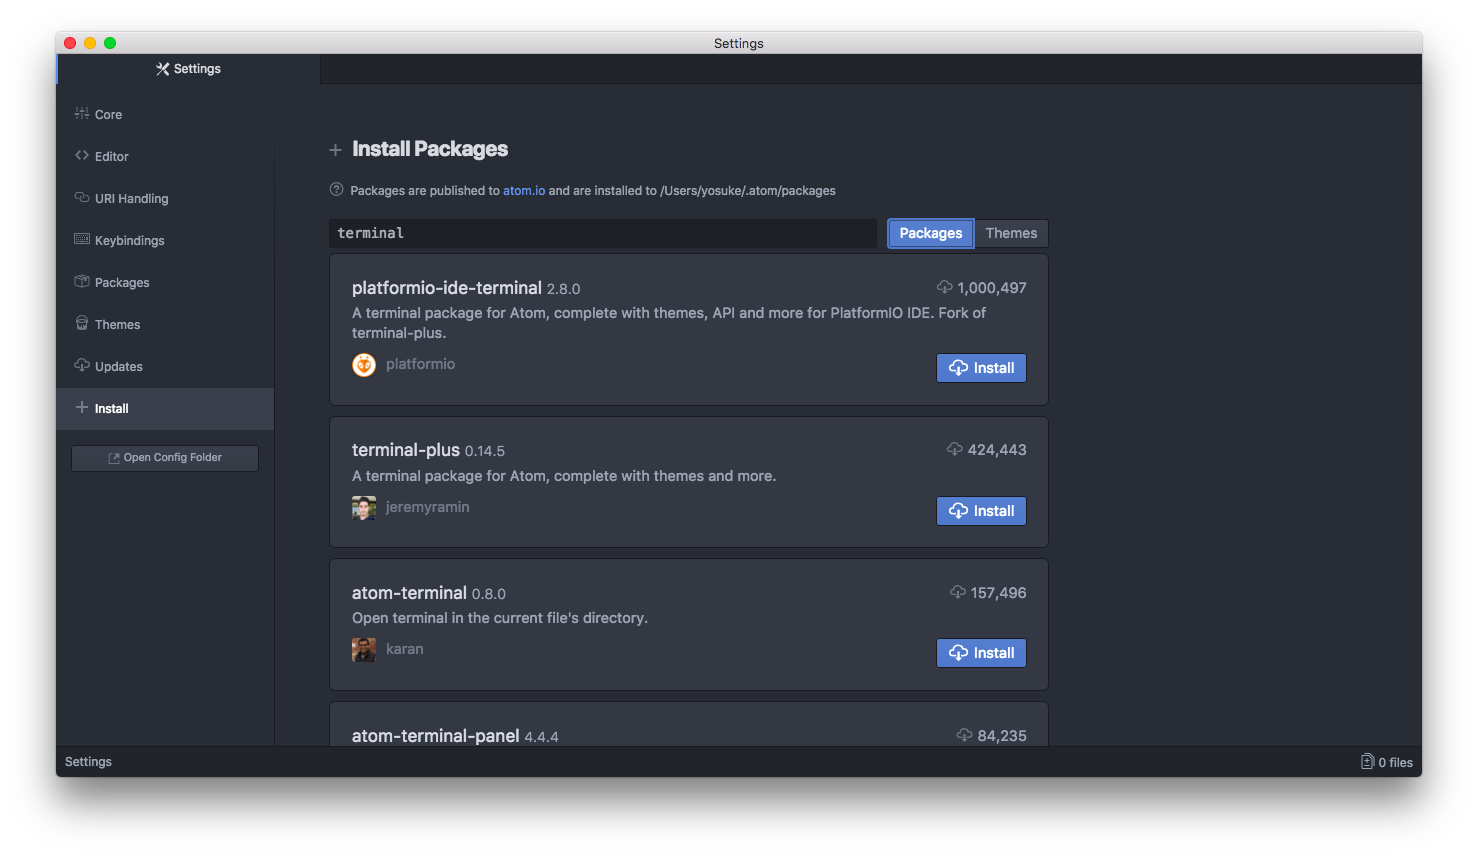 Settings
Settings
Core
Editor
URI Handling
Keybindings
Packages
Themes
Updates
Install
Open Config Folder
Install Packages
Packages are published to atom.io and are installed to /Users/yosuke/.atom/packages
terminal
Packages Themes
platformio-ide-terminal 2.8.0 1,000,497
A terminal package for Atom, complete with themes, API and more for PlatformIO IDE. Fork of
terminal-plus.
platformio Install
terminal-plus 0.14.5 424,443
A terminal package for Atom, complete with themes and more.
jeremyramin Install
atom-terminal 0.8.0 157,496
Open terminal in the current file's directory.
karan Install
atom-terminal-panel 4.4.4 84,235
Settings 0 files